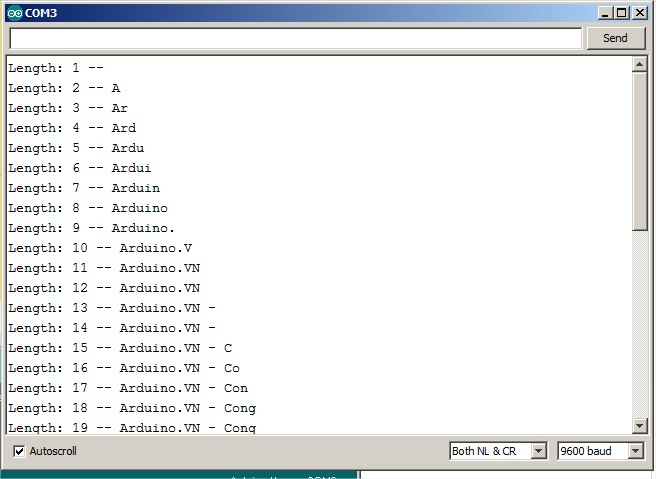 COM3
Send
Length: 1 --
Length: 2 -- A
Length: 3 -- Ar
Length: 4 -- Ard
Length: 5 -- Ardu
Length: 6 -- Ardui
Length: 7 -- Arduin
Length: 8 -- Arduino
Length: 9 -- Arduino.
Length: 10 -- Arduino.V
Length: 11 -- Arduino.VN
Length: 12 -- Arduino.VN
Length: 13 -- Arduino.VN -
Length: 14 -- Arduino.VN -
Length: 15 -- Arduino.VN - C
Length: 16 -- Arduino.VN - Co
Length: 17 -- Arduino.VN - Con
Length: 18 -- Arduino.VN - Cong
Length: 19 -- Arduino.VN - Cong
Autoscroll
Both NL & CR
9600 baud